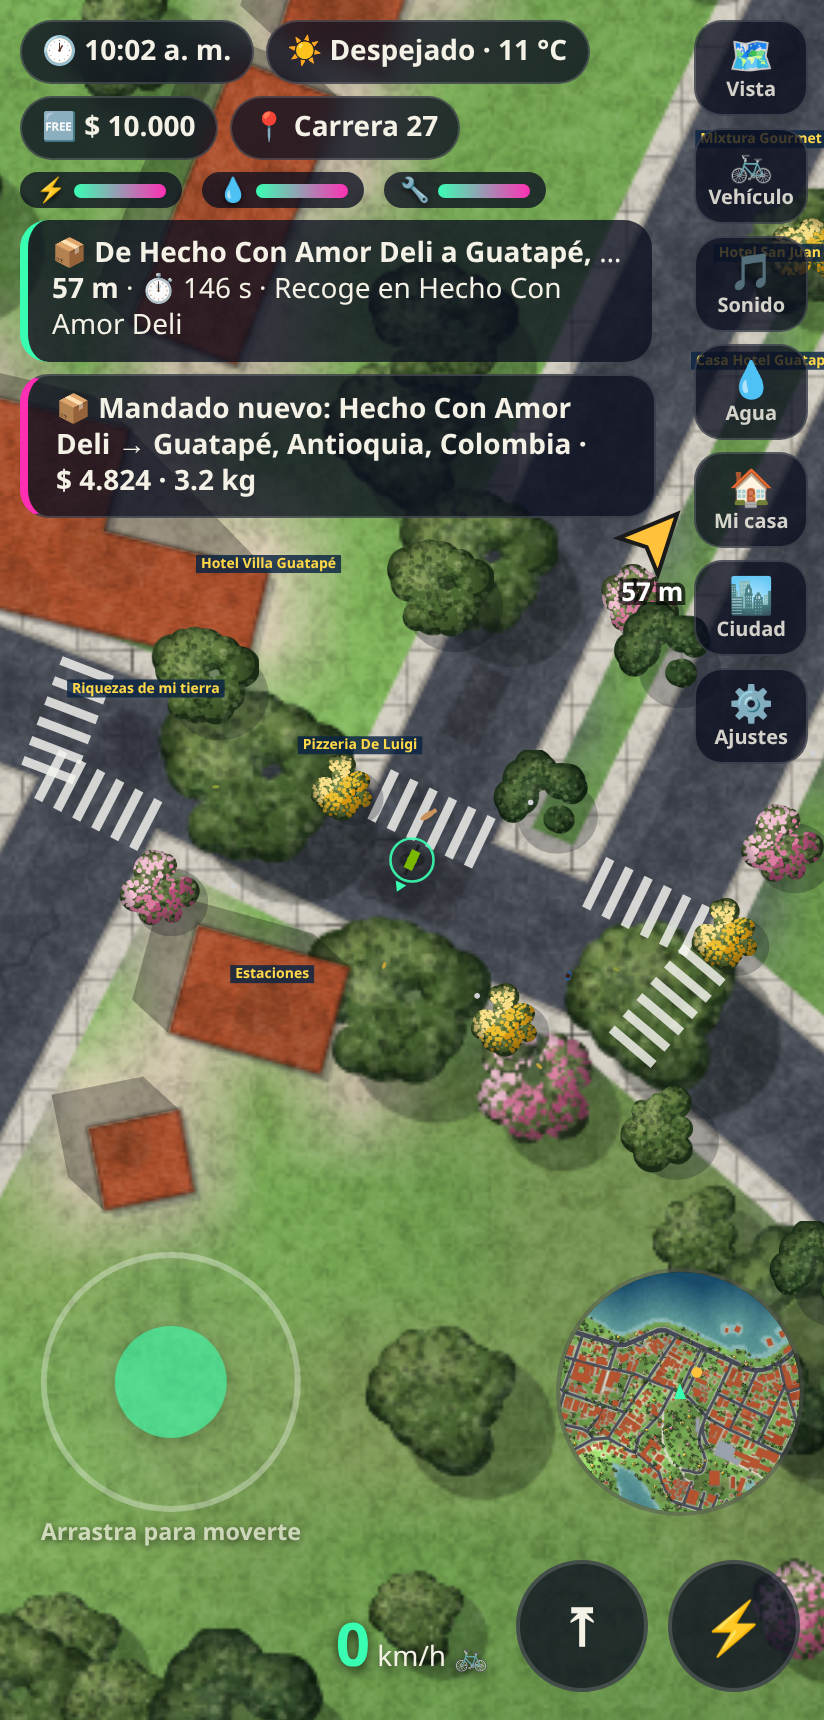 10:02 a. m.
Despejado · 11 °C
FREE $ 10.000
Carrera 27
De Hecho Con Amor Deli a Guatapé, ...
57 m · 146 s · Recoge en Hecho Con
Amor Deli
Mandado nuevo: Hecho Con Amor
Deli → Guatapé, Antioquia, Colombia ·
$ 4.824 · 3.2 kg
Vista
Mixtura Gourmet
Vehículo
Hotel San Juan
Sonido
Casa Hotel Guatap
Agua
Mi casa
Ciudad
Ajustes
57 m
Hotel Villa Guatapé
Riquezas de mi tierra
Pizzeria De Luigi
Estaciones
Arrastra para moverte
0 km/h